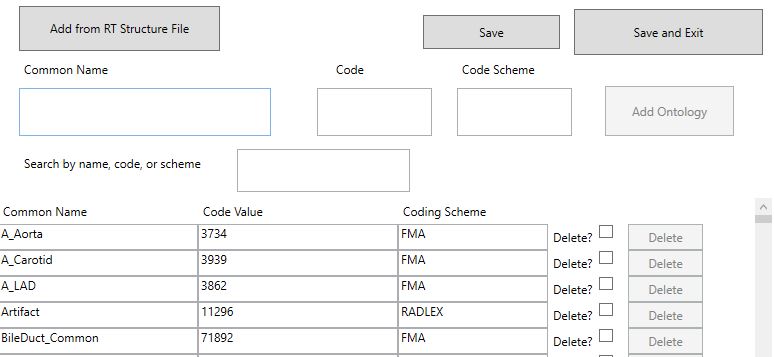 Add from RT Structure File
Save
Save and Exit
Common Name
Code
Code Scheme
Add Ontology
Search by name, code, or scheme
Common Name Code Value Coding Scheme
A_Aorta 3734 FMA Delete? Delete
A_Carotid 3939 FMA Delete? Delete
A_LAD 3862 FMA Delete? Delete
Artifact 11296 RADLEX Delete? Delete
BileDuct_Common 71892 FMA Delete? Delete